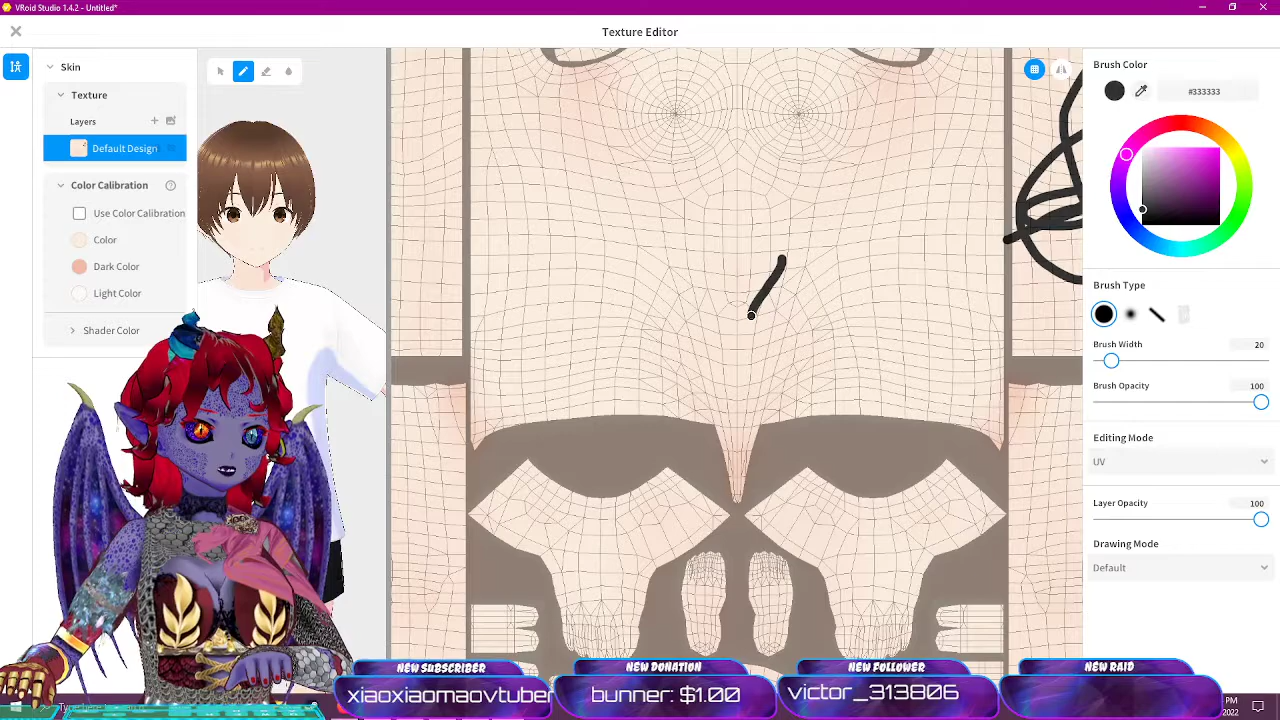 VRoid Studio 1.4.2 - Untitled*
Texture Editor
Skin
Texture
Layers
Default Design
Color Calibration
Use Color Calibration
Color
Dark Color
Light Color
Shader Color
Brush Color
#333333
Brush Type
Brush Width
20
Brush Opacity
100
Editing Mode
UV
Layer Opacity
100
Drawing Mode
Default
NEW SUBSCRIBER
xiaoxiaomaovtuber
NEW DONATION
bunner: $1.00
NEW FOLLOWER
victor_313806
NEW RAID
PM
2022